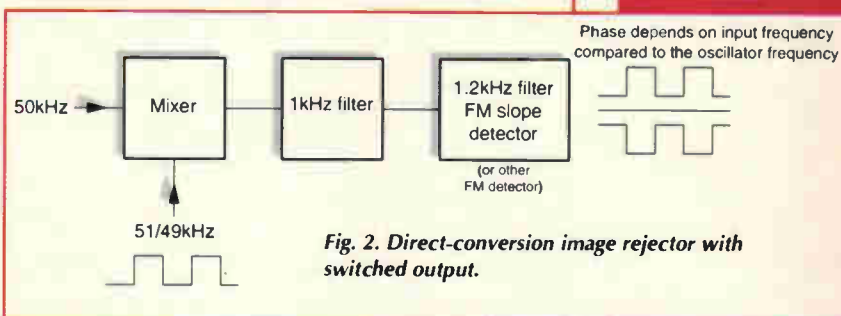 Phase depends on input frequency
compared to the oscillator frequency
50kHz
Mixer
1kHz filter
1.2kHz filter
FM slope
detector
(or other
FM detector)
51/49kHz
Fig. 2. Direct-conversion image rejector with
switched output.